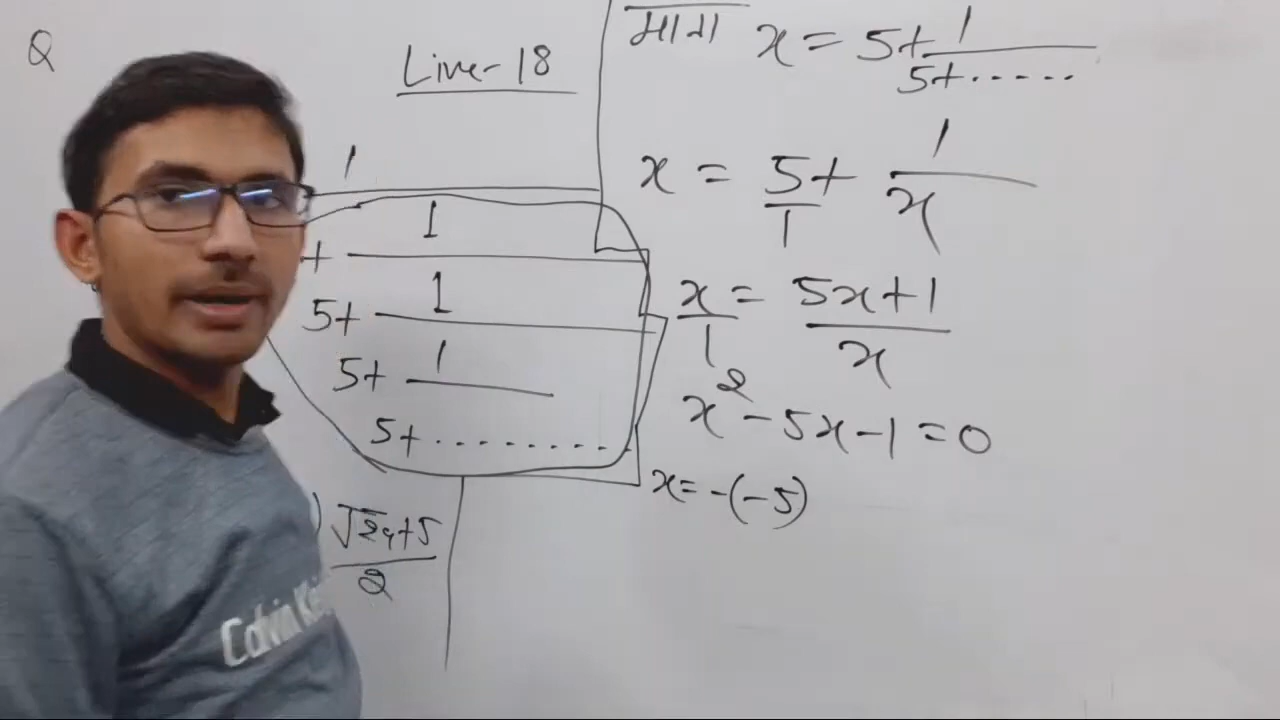 Q
Live-18
1
+ 1
5+ 1
5+ 1
5+.........
√29+5
2
माना x = 5+ 1
5+.....
x = 5 + 1
1 x
x = 5x+1
1 x
x² - 5x - 1 = 0
x = -(-5)
Calvin K